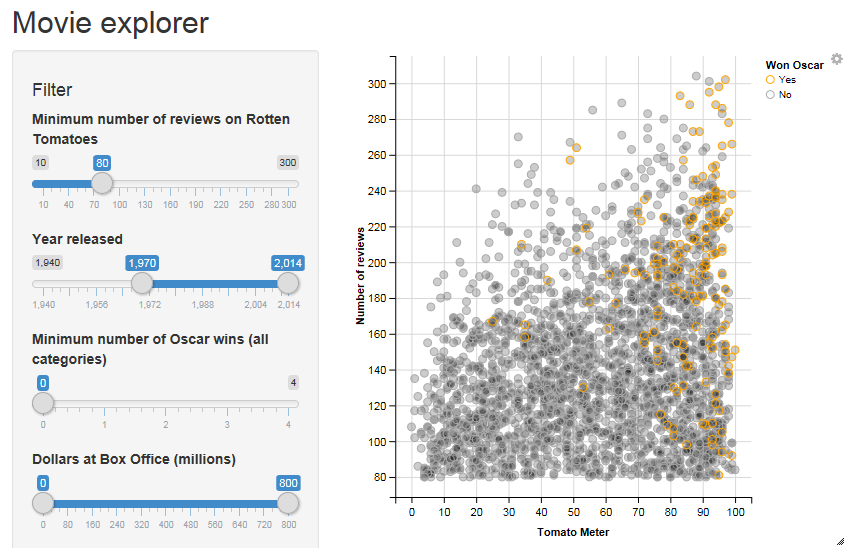 Movie explorer
Filter
Minimum number of reviews on Rotten
Tomatoes
10 80 300
10 40 70 100 130 160 190 220 250 280 300
Year released
1,940 1,970 2,014
1,940 1,956 1,972 1,988 2,004 2,014
Minimum number of Oscar wins (all
categories)
0 4
0 1 2 3 4
Dollars at Box Office (millions)
0 800
0 80 160 240 320 400 480 560 640 720 800
Number of reviews
300
280
260
240
220
200
180
160
140
120
100
80
0 10 20 30 40 50 60 70 80 90 100
Tomato Meter
Won Oscar
Yes
No